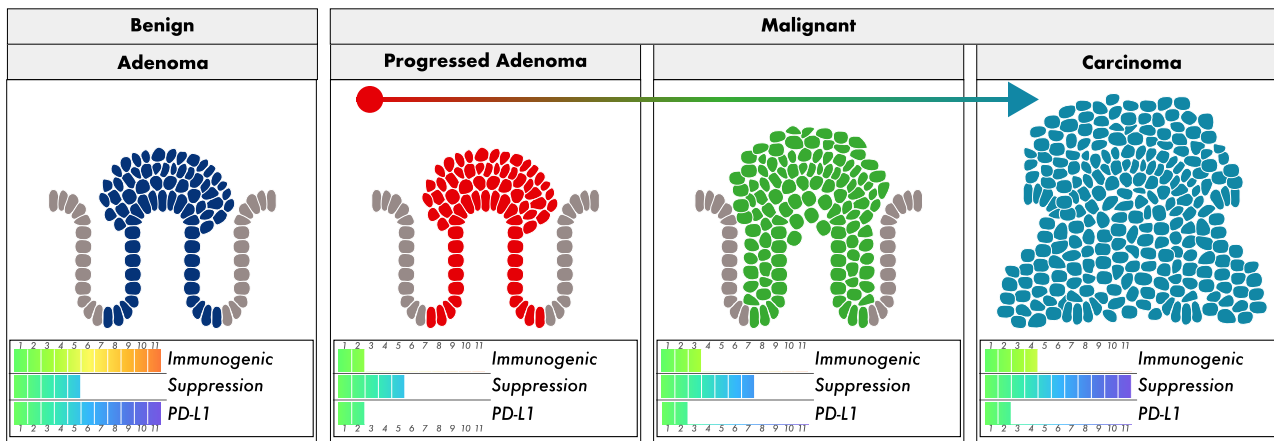 Benign
Malignant
Adenoma
Progressed Adenoma
Carcinoma
1 2 3 4 5 6 7 8 9 10 11
Immunogenic
Suppression
PD-L1
1 2 3 4 5 6 7 8 9 10 11
1 2 3 4 5 6 7 8 9 10 11
Immunogenic
Suppression
PD-L1
1 2 3 4 5 6 7 8 9 10 11
1 2 3 4 5 6 7 8 9 10 11
Immunogenic
Suppression
PD-L1
1 2 3 4 5 6 7 8 9 10 11
1 2 3 4 5 6 7 8 9 10 11
Immunogenic
Suppression
PD-L1
1 2 3 4 5 6 7 8 9 10 11